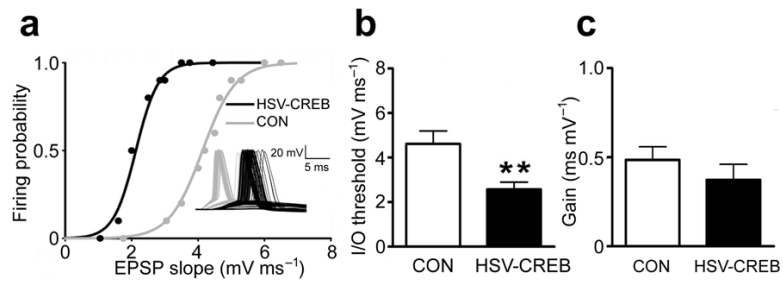 a
Firing probability
1.0
0.5
0
0
2
4
6
8
EPSP slope (mV ms⁻¹)
HSV-CREB
CON
20 mV
5 ms
b
I/O threshold (mV ms⁻¹)
8
6
4
2
0
**
CON
HSV-CREB
c
Gain (ms mV⁻¹)
1.0
0.5
0
CON
HSV-CREB